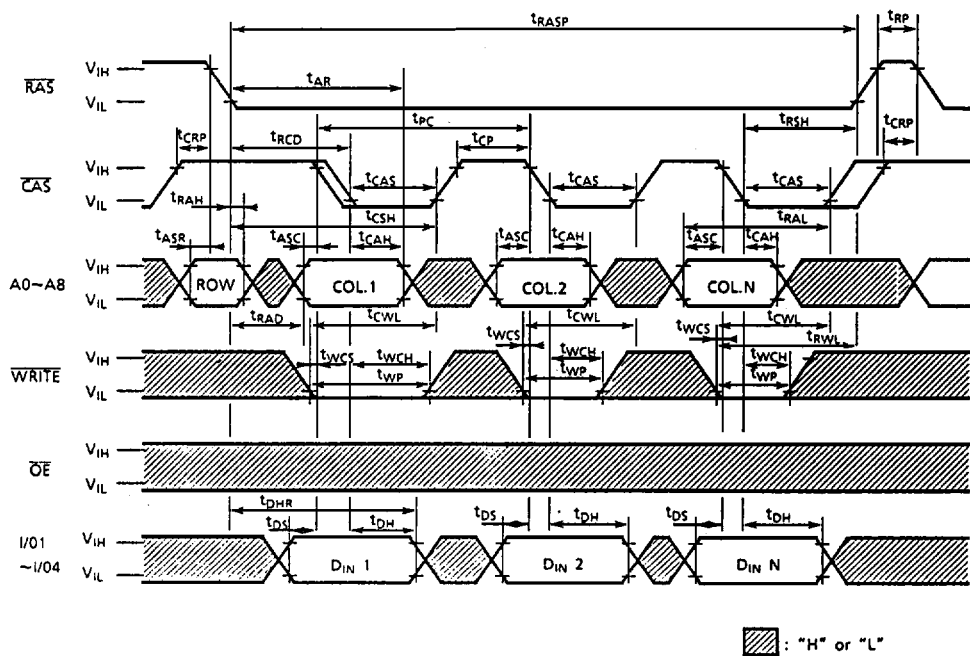 tRASP
tRP
RAS
VIH
VIL
tAR
tPC
tRSH
tCRP
tRCD
tCP
tCRP
CAS
VIH
VIL
tCAS
tCAS
tCAS
tRAH
tCSH
tRAL
tASR
tASC
tCAH
tASC
tCAH
tASC
tCAH
A0~A8
VIH
VIL
ROW
COL.1
COL.2
COL.N
tRAD
tCWL
tCWL
tCWL
tWCS
tWCH
tWCS
tWCH
tWCS
tRWL
tWCH
WRITE
VIH
VIL
tWP
tWP
tWP
OE
VIH
VIL
tDHR
tDS
tDH
tDS
tDH
tDS
tDH
I/01
~I/04
VIH
VIL
DIN 1
DIN 2
DIN N
: "H" or "L"